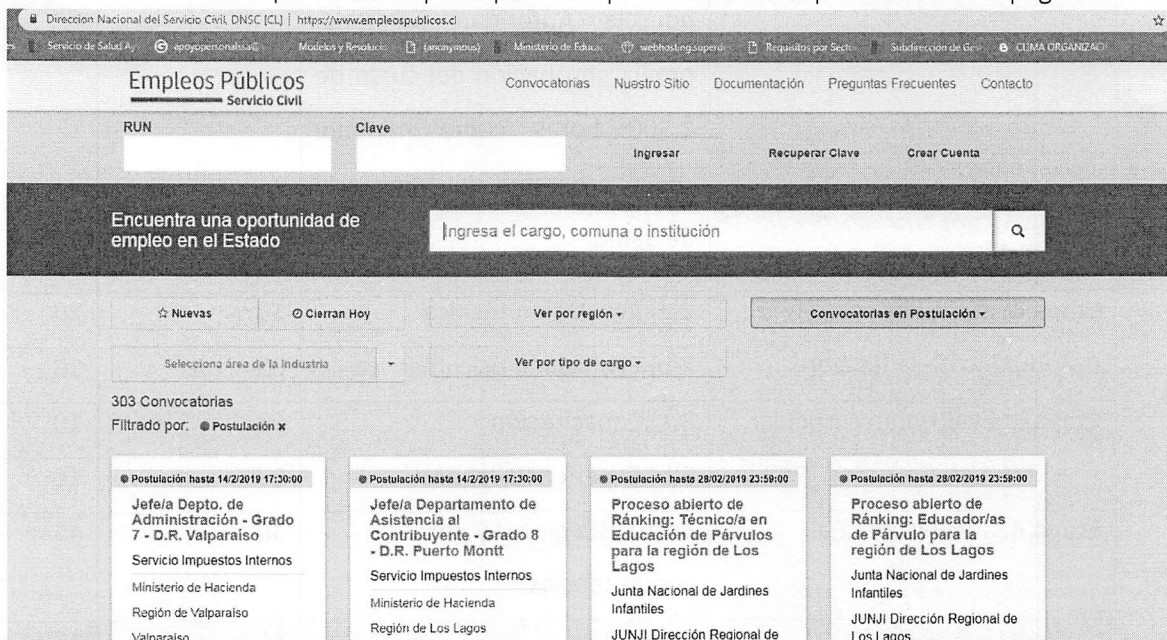 Direccion Nacional del Servicio Civil, DNSC [CL] | https://www.empleospublicos.cl
Servicio de Salud Ay apoyopersonalssa@ Modelos y Resolucio (anonymous) Ministerio de Educa webhosting.superd Requisitos por Secto Subdirección de Ges CLIMA ORGANIZACI
Empleos Públicos
Servicio Civil
Convocatorias Nuestro Sitio Documentación Preguntas Frecuentes Contacto
RUN Clave
Ingresar Recuperar Clave Crear Cuenta
Encuentra una oportunidad de
empleo en el Estado
Ingresa el cargo, comuna o institución
Nuevas Cierran Hoy Ver por región Convocatorias en Postulación
Selecciona área de la Industria Ver por tipo de cargo
303 Convocatorias
Filtrado por: Postulación x
Postulación hasta 14/2/2019 17:30:00
Jefe/a Depto. de
Administración - Grado
7 - D.R. Valparaiso
Servicio Impuestos Internos
Ministerio de Hacienda
Región de Valparaíso
Valparaiso
Postulación hasta 14/2/2019 17:30:00
Jefe/a Departamento de
Asistencia al
Contribuyente - Grado 8
- D.R. Puerto Montt
Servicio Impuestos Internos
Ministerio de Hacienda
Región de Los Lagos
Postulación hasta 28/02/2019 23:59:00
Proceso abierto de
Ránking: Técnico/a en
Educación de Párvulos
para la región de Los
Lagos
Junta Nacional de Jardines
Infantiles
JUNJI Dirección Regional de
Postulación hasta 28/02/2019 23:59:00
Proceso abierto de
Ránking: Educador/as
de Párvulo para la
región de Los Lagos
Junta Nacional de Jardines
Infantiles
JUNJI Dirección Regional de
Los Lagos